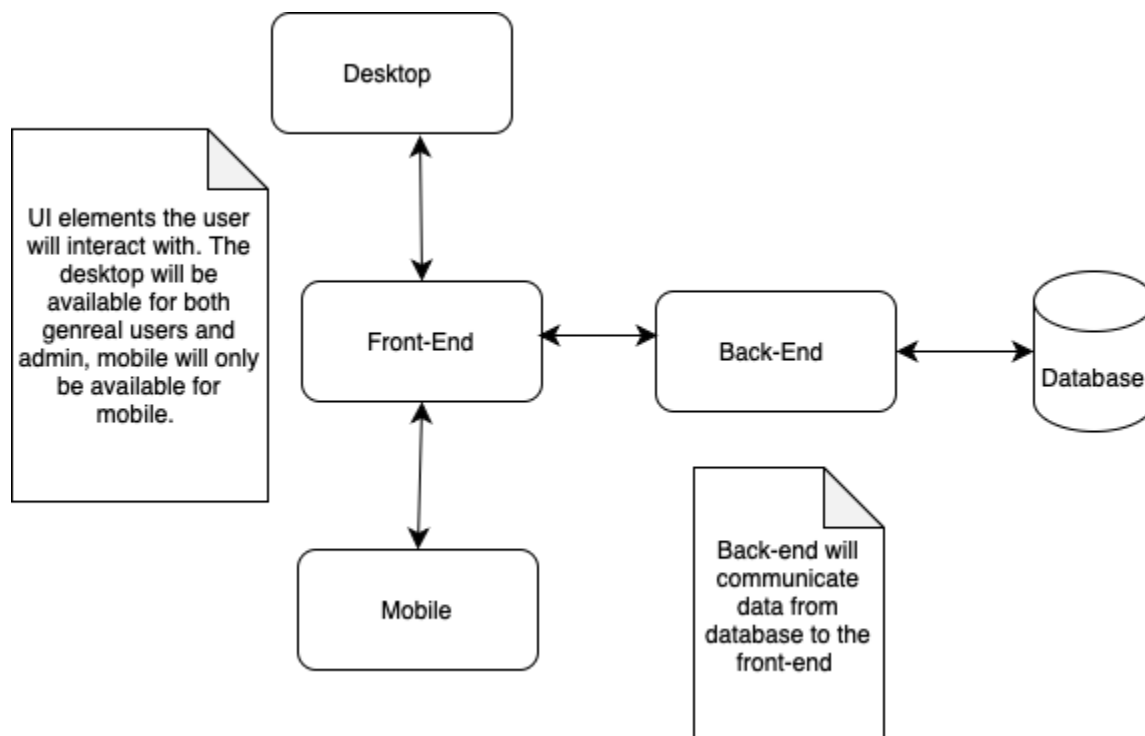 Desktop
UI elements the user
will interact with. The
desktop will be
available for both
genreal users and
admin, mobile will only
be available for
mobile.
Front-End
Back-End
Database
Mobile
Back-end will
communicate
data from
database to the
front-end